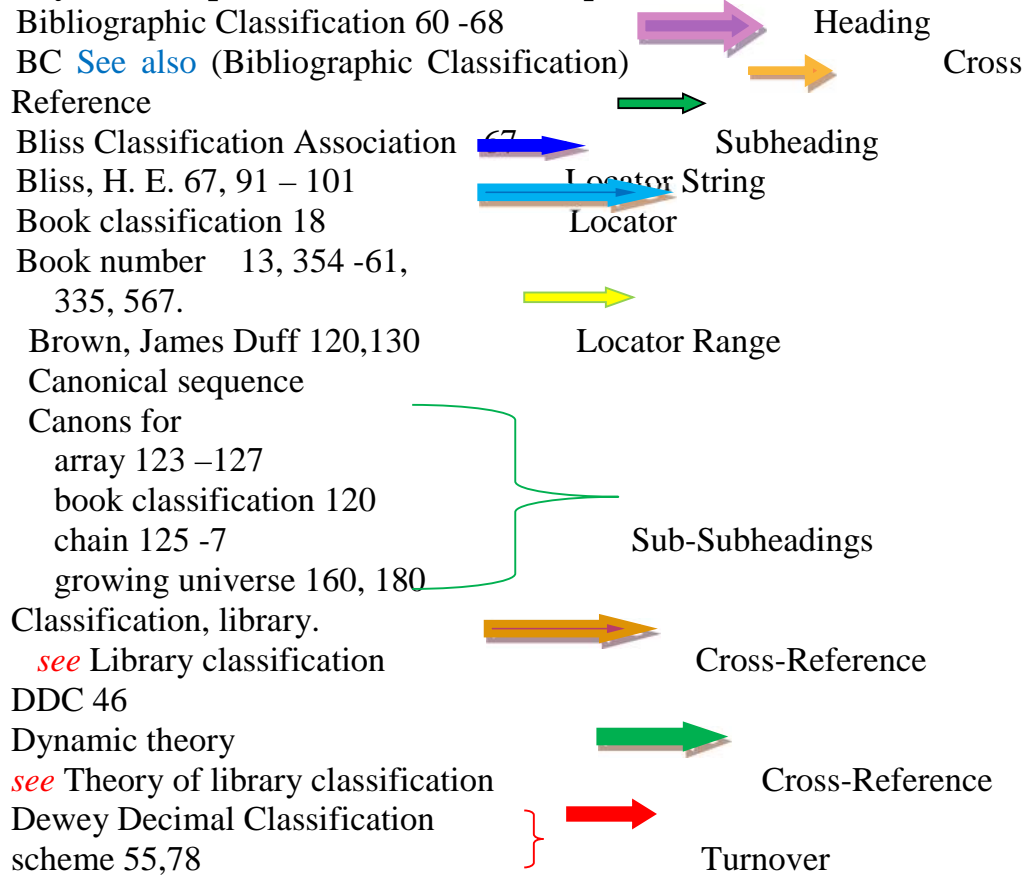 Bibliographic Classification 60 -68 Heading
BC See also (Bibliographic Classification) Cross
Reference
Bliss Classification Association 67 Subheading
Bliss, H. E. 67, 91 – 101 Locator String
Book classification 18 Locator
Book number 13, 354 -61,
335, 567.
Brown, James Duff 120,130 Locator Range
Canonical sequence
Canons for
array 123 –127
book classification 120
chain 125 -7 Sub-Subheadings
growing universe 160, 180
Classification, library.
see Library classification Cross-Reference
DDC 46
Dynamic theory
see Theory of library classification Cross-Reference
Dewey Decimal Classification
scheme 55,78 Turnover